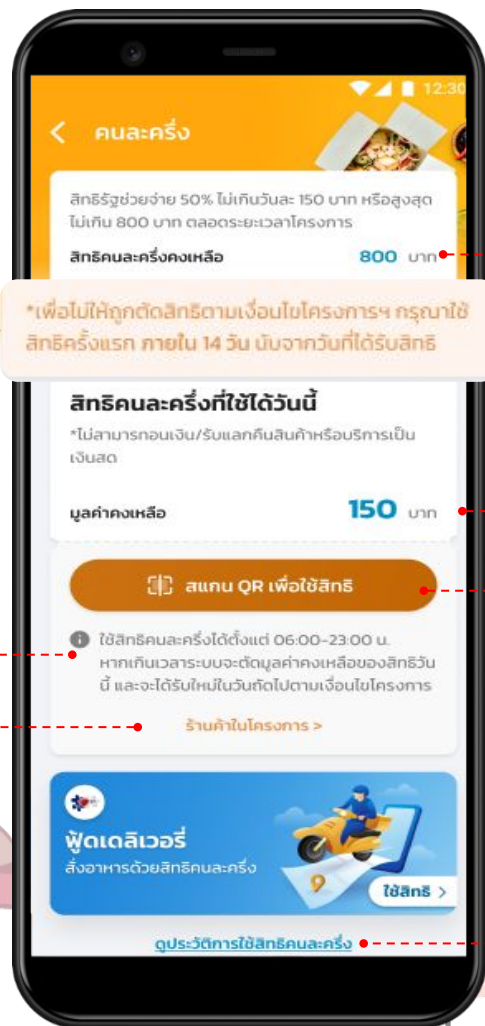 12:30
คนละครึ่ง
สิทธิรัฐช่วยจ่าย 50% ไม่เกินวันละ 150 บาท หรือสูงสุด
ไม่เกิน 800 บาท ตลอดระยะเวลาโครงการ
สิทธิคนละครึ่งคงเหลือ 800 บาท
*เพื่อไม่ให้ถูกตัดสิทธิตามเงื่อนไขโครงการฯ กรุณาใช้
สิทธิครั้งแรก ภายใน 14 วัน นับจากวันที่ได้รับสิทธิ
สิทธิคนละครึ่งที่ใช้ได้วันนี้
*ไม่สามารถทอนเงิน/รับแลกคืนสินค้าหรือบริการเป็น
เงินสด
มูลค่าคงเหลือ 150 บาท
สแกน QR เพื่อใช้สิทธิ
ใช้สิทธิคนละครึ่งได้ตั้งแต่ 06:00-23:00 น.
หากเกินเวลาระบบจะตัดมูลค่าคงเหลือของสิทธิวัน
นี้ และจะได้รับใหม่ในวันถัดไปตามเงื่อนไขโครงการ
ร้านค้าในโครงการ >
ฟู้ดเดลิเวอรี่
สั่งอาหารด้วยสิทธิคนละครึ่ง
ใช้สิทธิ >
ดูประวัติการใช้สิทธิคนละครึ่ง